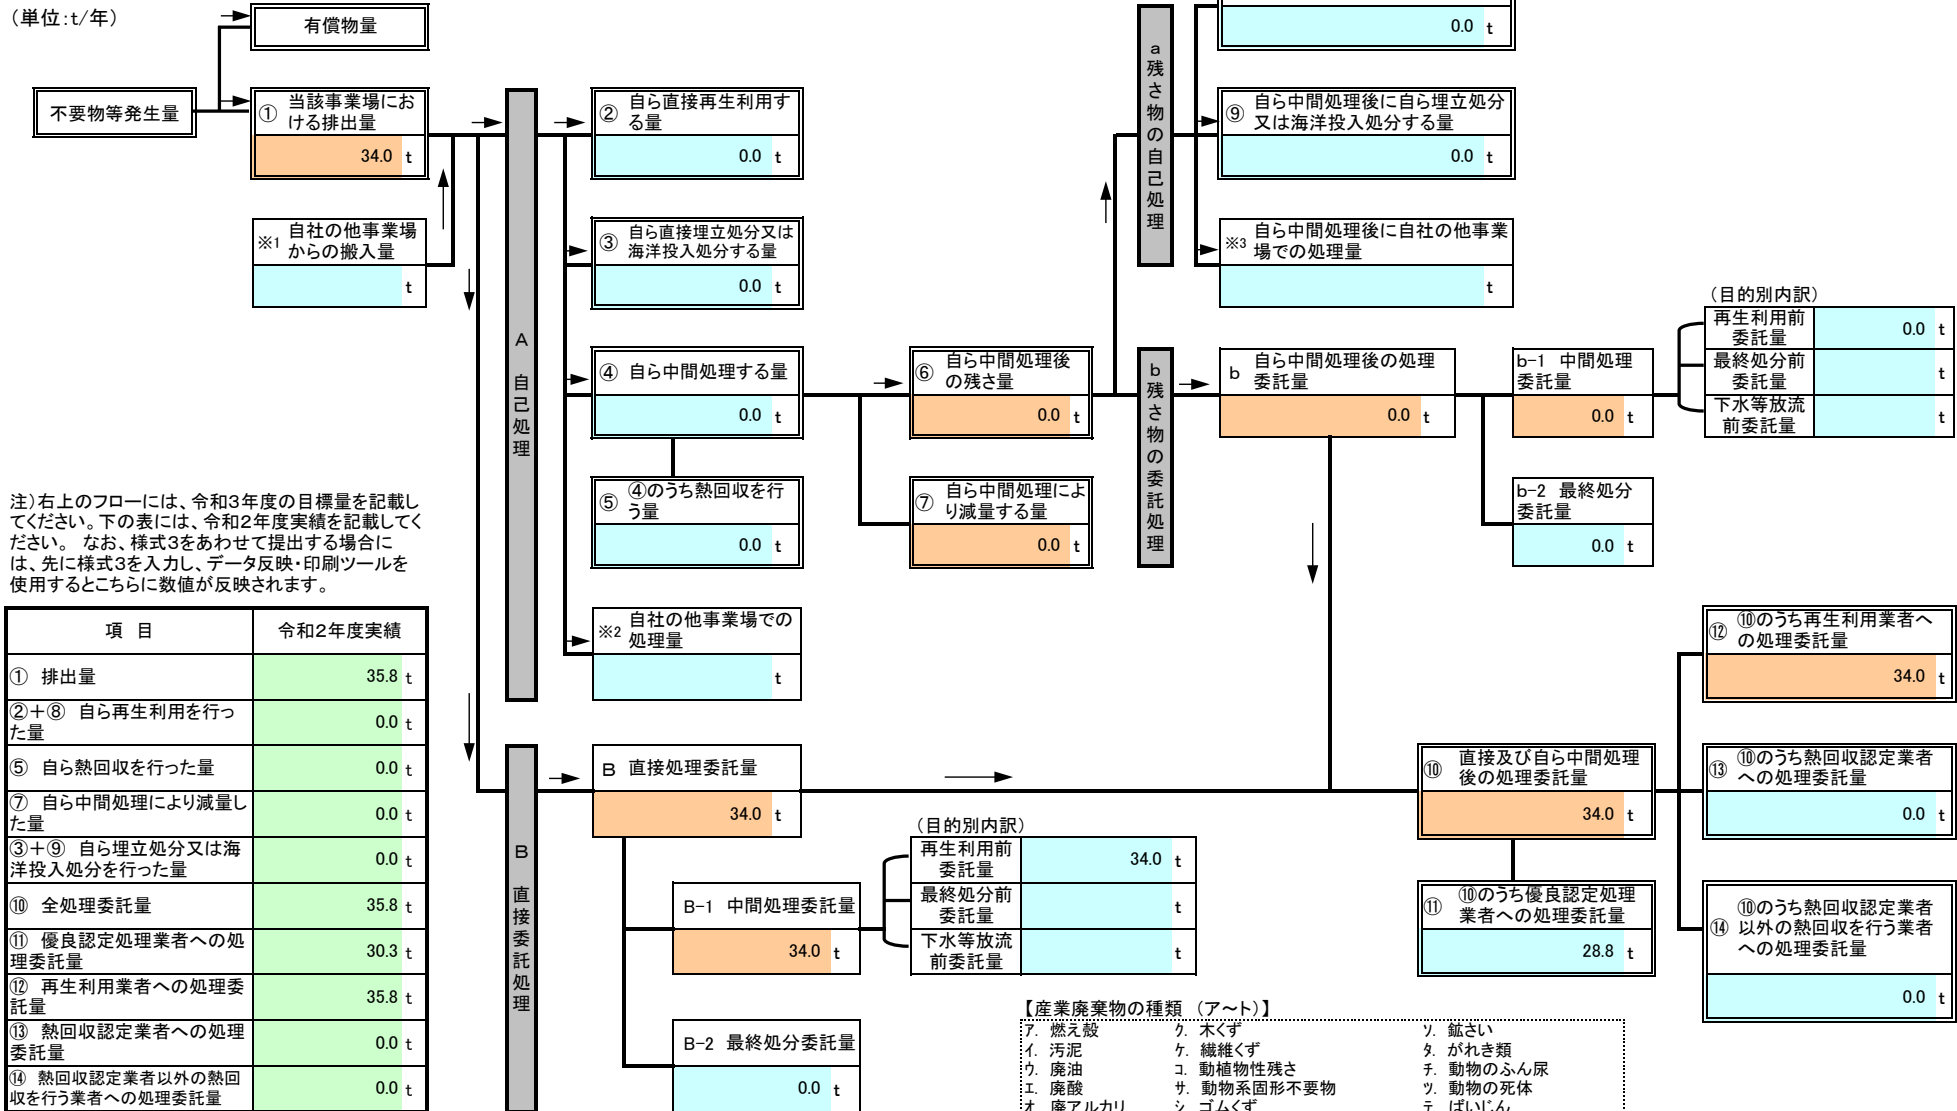 （単位：t/年）
有償物量
不要物等発生量
① 当該事業場にお
ける排出量
34.0 t
※1 自社の他事業場
からの搬入量
t
A 自己処理
② 自ら直接再生利用す
る量
0.0 t
③ 自ら直接埋立処分又は
海洋投入処分する量
0.0 t
④ 自ら中間処理する量
0.0 t
⑤ ④のうち熱回収を行
う量
0.0 t
※2 自社の他事業場での
処理量
t
⑥ 自ら中間処理後
の残さ量
0.0 t
⑦ 自ら中間処理によ
り減量する量
0.0 t
a 残さ物の自己処理
0.0 t
⑨ 自ら中間処理後に自ら埋立処分
又は海洋投入処分する量
0.0 t
※3 自ら中間処理後に自社の他事業
場での処理量
t
b 残さ物の委託処理
b 自ら中間処理後の処理
委託量
0.0 t
b-1 中間処理
委託量
0.0 t
（目的別内訳）
再生利用前
委託量
0.0 t
最終処分前
委託量
t
下水等放流
前委託量
t
b-2 最終処分
委託量
0.0 t
注）右上のフローには、令和３年度の目標量を記載し
てください。下の表には、令和２年度実績を記載してく
ださい。 なお、様式３をあわせて提出する場合に
は、先に様式３を入力し、データ反映・印刷ツールを
使用するとこちらに数値が反映されます。
項 目 令和２年度実績
① 排出量 35.8 t
②＋⑧ 自ら再生利用を行っ
た量 0.0 t
⑤ 自ら熱回収を行った量 0.0 t
⑦ 自ら中間処理により減量し
た量 0.0 t
③＋⑨ 自ら埋立処分又は海
洋投入処分を行った量 0.0 t
⑩ 全処理委託量 35.8 t
⑪ 優良認定処理業者への処
理委託量 30.3 t
⑫ 再生利用業者への処理委
託量 35.8 t
⑬ 熱回収認定業者への処理
委託量 0.0 t
⑭ 熱回収認定業者以外の熱回
収を行う業者への処理委託量 0.0 t
B 直接委託処理
B 直接処理委託量
34.0 t
B-1 中間処理委託量
34.0 t
（目的別内訳）
再生利用前
委託量
34.0 t
最終処分前
委託量
t
下水等放流
前委託量
t
B-2 最終処分委託量
0.0 t
⑩ 直接及び自ら中間処理
後の処理委託量
34.0 t
⑪ ⑩のうち優良認定処理
業者への処理委託量
28.8 t
⑫ ⑩のうち再生利用業者へ
の処理委託量
34.0 t
⑬ ⑩のうち熱回収認定業者
への処理委託量
0.0 t
⑭ ⑩のうち熱回収認定業者
以外の熱回収を行う業者
への処理委託量
0.0 t
【産業廃棄物の種類 （ア～ト）】
ア. 燃え殻 ク. 木くず ソ. 鉱さい
イ. 汚泥 ケ. 繊維くず タ. がれき類
ウ. 廃油 コ. 動植物性残さ チ. 動物のふん尿
エ. 廃酸 サ. 動物系固形不要物 ツ. 動物の死体
オ. 廃アルカリ シ. ゴムくず テ. ばいじん